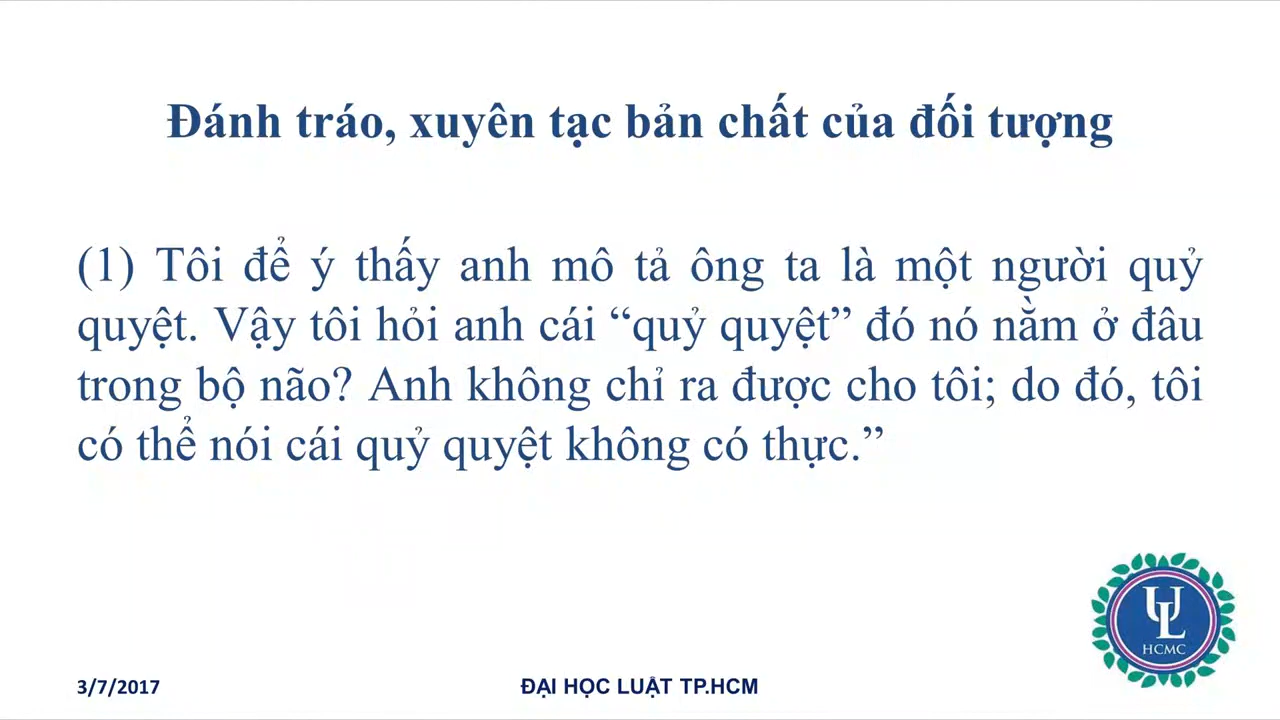 Đánh tráo, xuyên tạc bản chất của đối tượng
(1) Tôi để ý thấy anh mô tả ông ta là một người quỷ
quyệt. Vậy tôi hỏi anh cái “quỷ quyệt” đó nó nằm ở đâu
trong bộ não? Anh không chỉ ra được cho tôi; do đó, tôi
có thể nói cái quỷ quyệt không có thực.”
UL
HCMC
3/7/2017
ĐẠI HỌC LUẬT TP.HCM